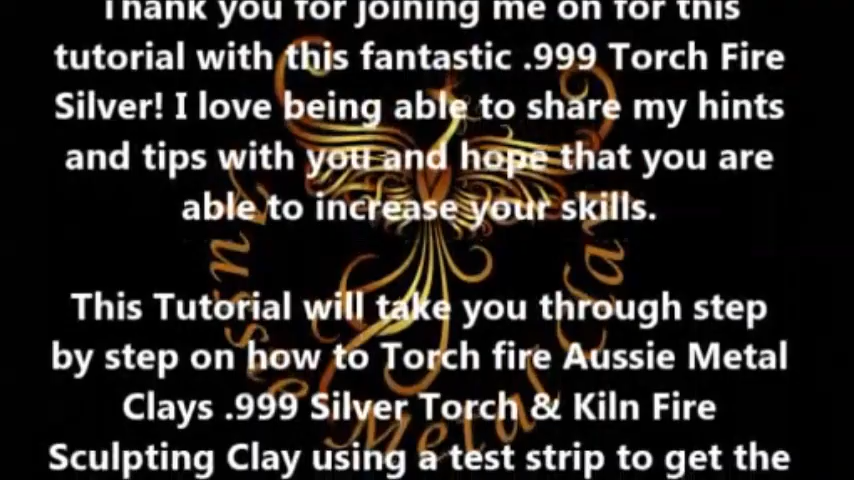 Thank you for joining me on for this
tutorial with this fantastic .999 Torch Fire
Silver! I love being able to share my hints
and tips with you and hope that you are
able to increase your skills.
This Tutorial will take you through step
by step on how to Torch fire Aussie Metal
Clays .999 Silver Torch & Kiln Fire
Sculpting Clay using a test strip to get the
Aussie Metal Clay